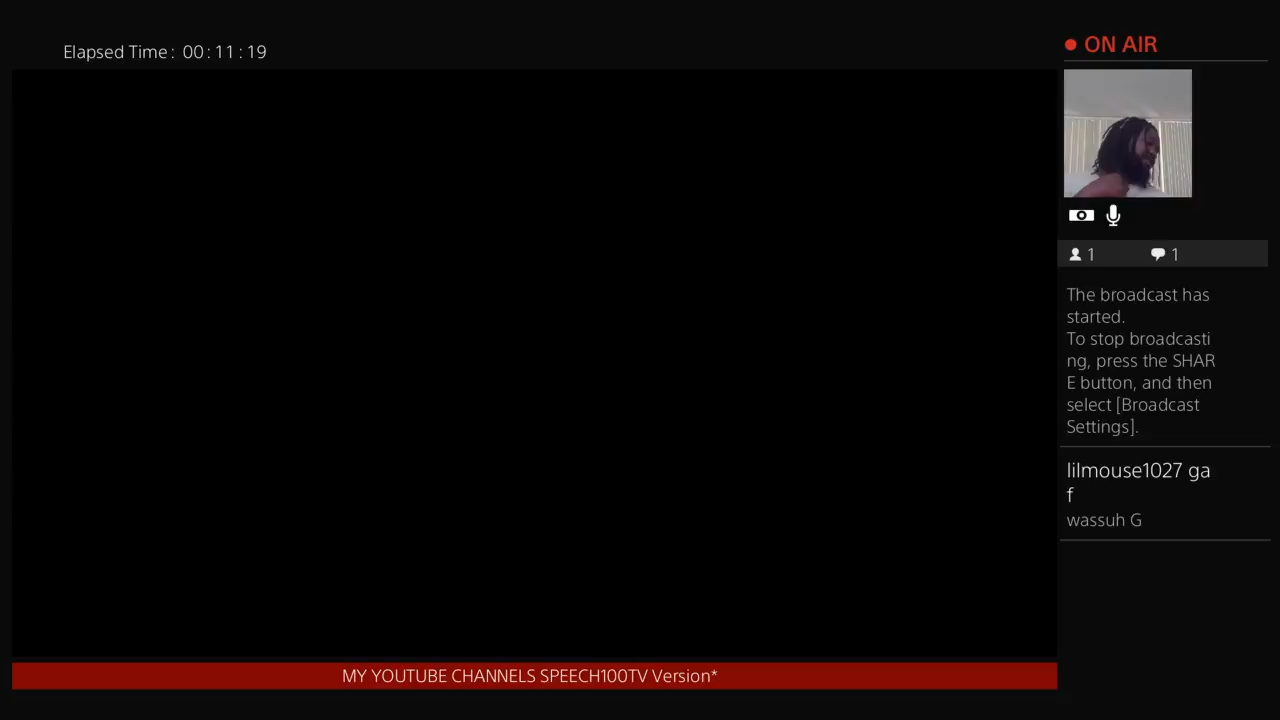 Elapsed Time: 00:11:19
ON AIR
1 1
The broadcast has
started.
To stop broadcasti
ng, press the SHAR
E button, and then
select [Broadcast
Settings].
lilmouse1027 ga
f
wassuh G
MY YOUTUBE CHANNELS SPEECH100TV Version*